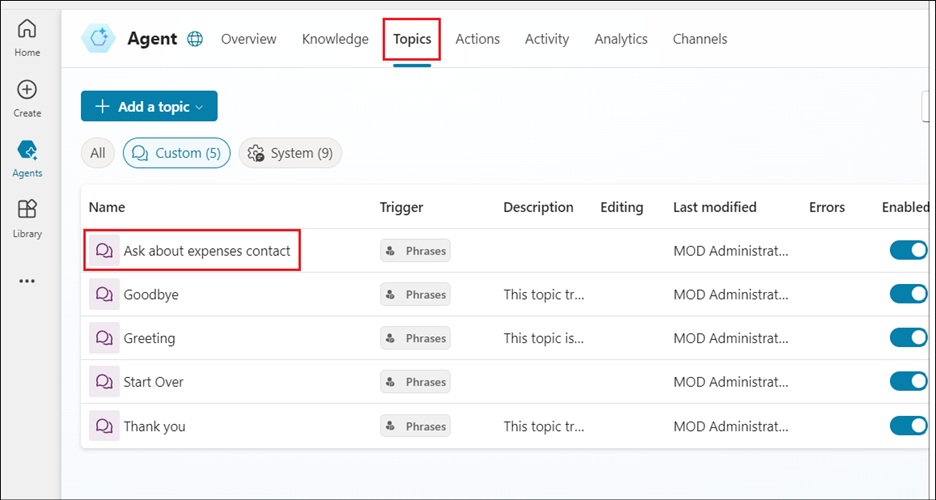 Agent Overview Knowledge Topics Actions Activity Analytics Channels
Home
Create
Agents
Library
Add a topic
All Custom (5) System (9)
Name Trigger Description Editing Last modified Errors Enabled
Ask about expenses contact Phrases MOD Administrat...
Goodbye Phrases This topic tr... MOD Administrat...
Greeting Phrases This topic is... MOD Administrat...
Start Over Phrases MOD Administrat...
Thank you Phrases This topic tr... MOD Administrat...